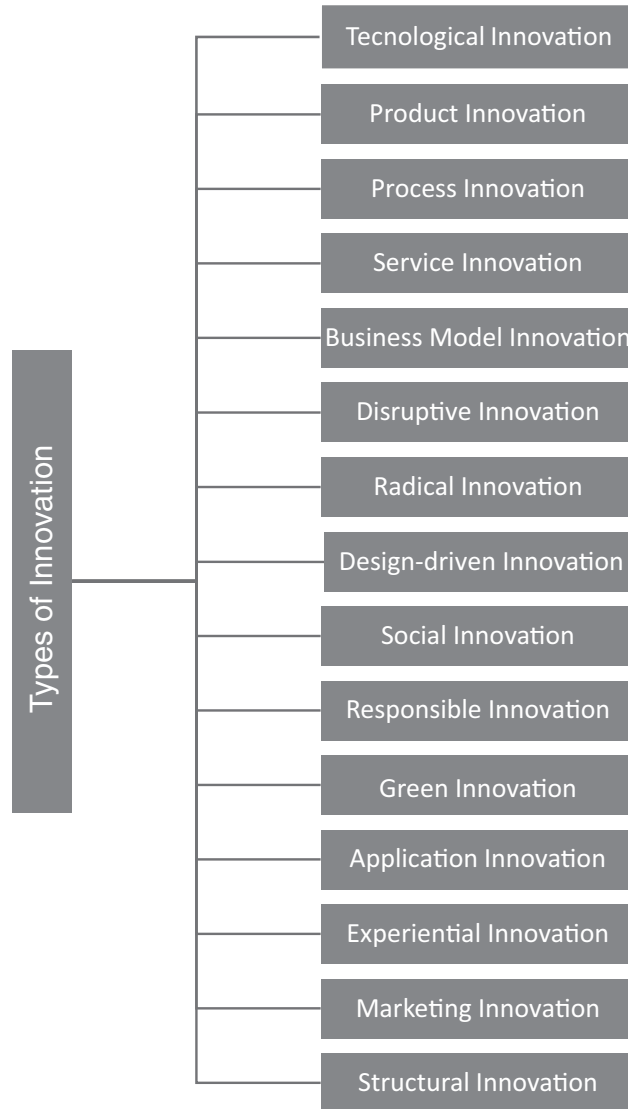 Types of Innovation
Tecnological Innovation
Product Innovation
Process Innovation
Service Innovation
Business Model Innovation
Disruptive Innovation
Radical Innovation
Design-driven Innovation
Social Innovation
Responsible Innovation
Green Innovation
Application Innovation
Experiential Innovation
Marketing Innovation
Structural Innovation